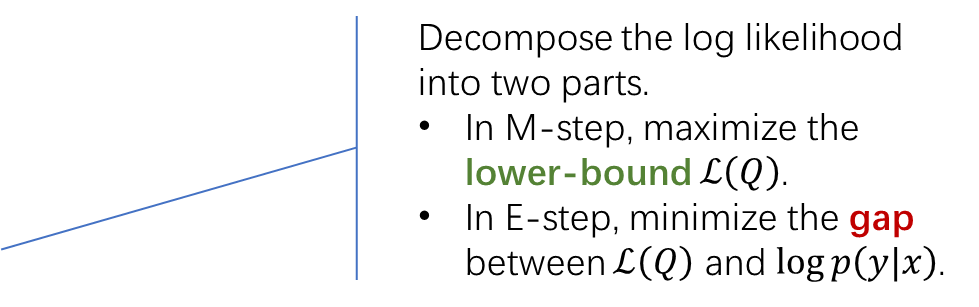 Decompose the log likelihood
into two parts.
• In M-step, maximize the
lower-bound ℒ(𝑄).
• In E-step, minimize the gap
between ℒ(𝑄) and log 𝑝(𝑦|𝑥).